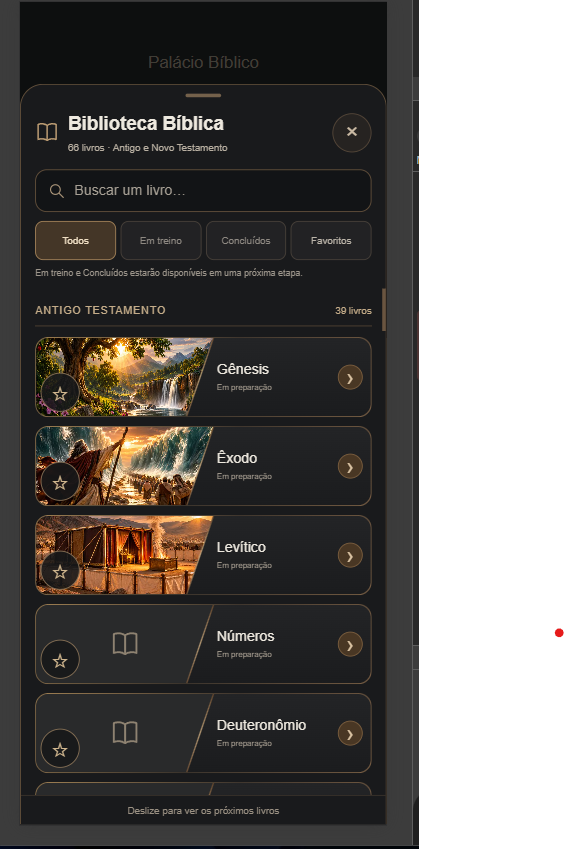 Palácio Bíblico
Biblioteca Bíblica
66 livros · Antigo e Novo Testamento
Buscar um livro...
Todos
Em treino
Concluídos
Favoritos
Em treino e Concluídos estarão disponíveis em uma próxima etapa.
ANTIGO TESTAMENTO
39 livros
Gênesis
Em preparação
Êxodo
Em preparação
Levítico
Em preparação
Números
Em preparação
Deuteronômio
Em preparação
Deslize para ver os próximos livros